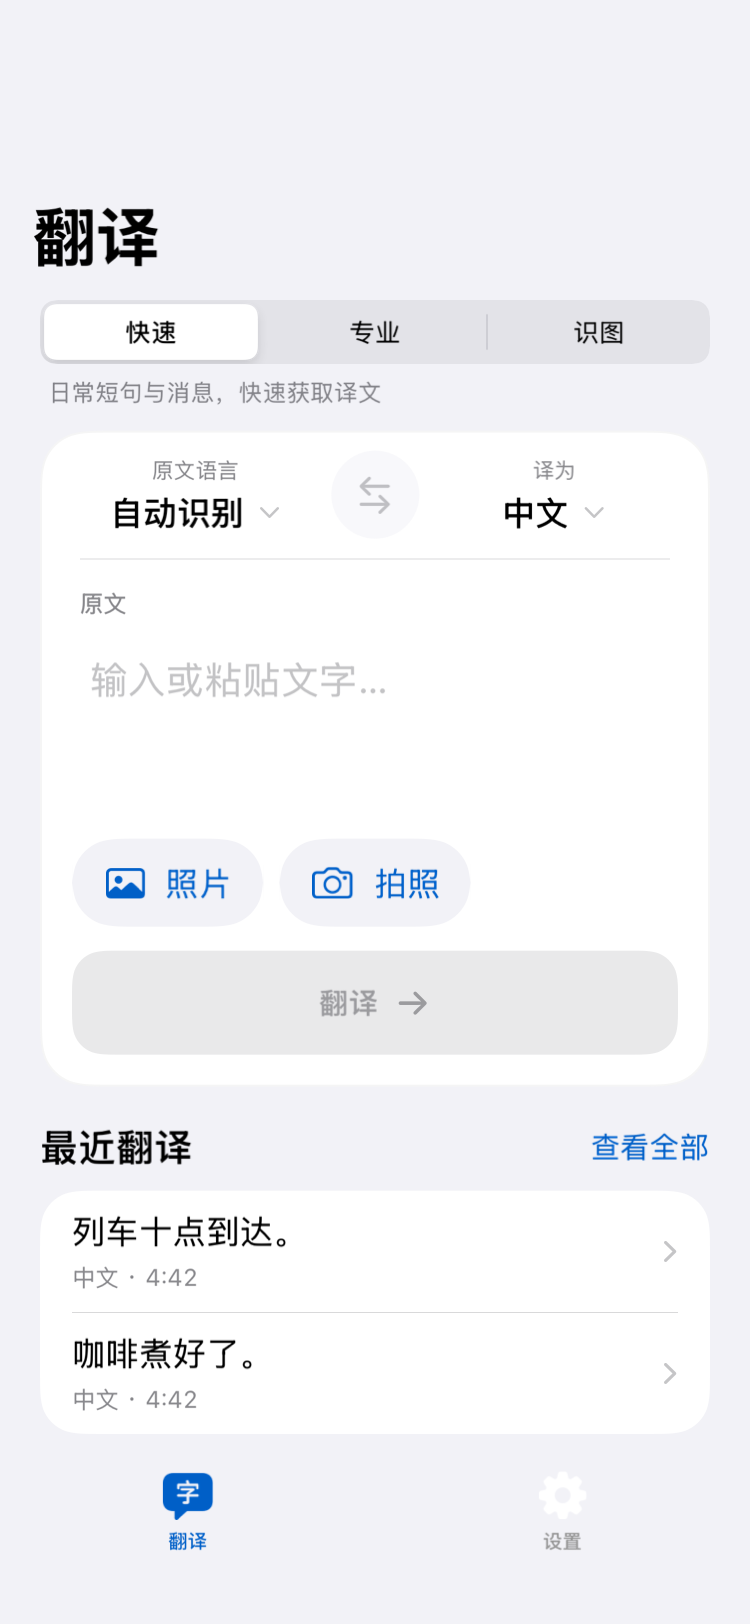 翻译
快速
专业
识图
日常短句与消息，快速获取译文
原文语言
译为
自动识别
中文
原文
输入或粘贴文字...
照片
拍照
翻译
最近翻译
查看全部
列车十点到达。
中文 · 4:42
咖啡煮好了。
中文 · 4:42
字
翻译
设置